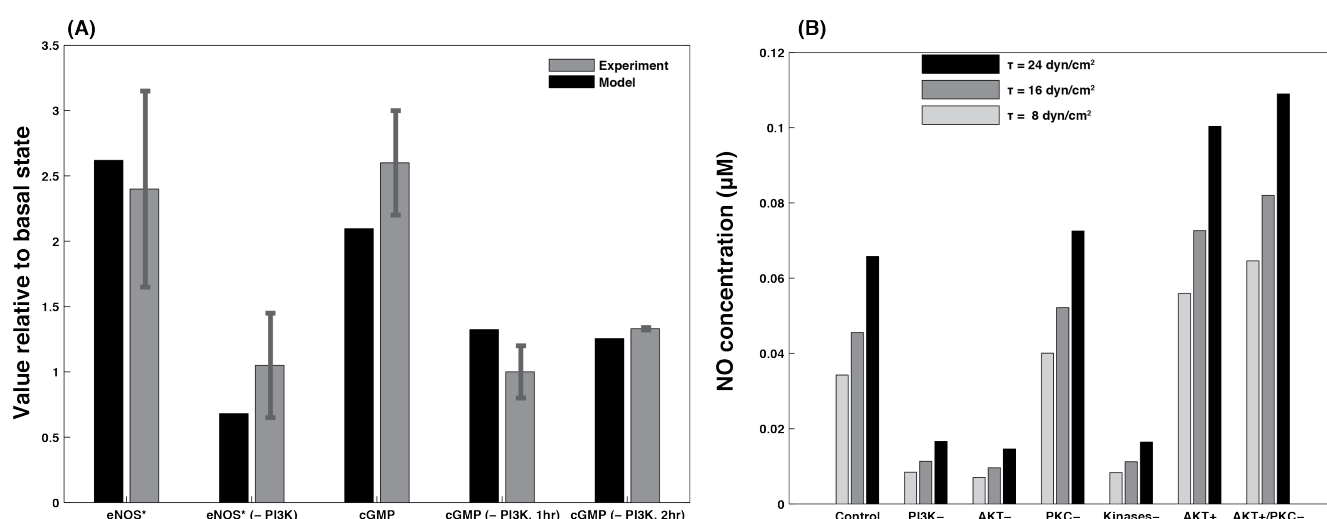 (A)
Value relative to basal state
3.5
3
2.5
2
1.5
1
0.5
0
Experiment
Model
eNOS*
eNOS* (− PI3K)
cGMP
cGMP (− PI3K, 1hr)
cGMP (− PI3K, 2hr)
(B)
NO concentration (µM)
0.12
0.1
0.08
0.06
0.04
0.02
0
τ = 24 dyn/cm²
τ = 16 dyn/cm²
τ = 8 dyn/cm²
Control
PI3K−
AKT−
PKC−
Kinases−
AKT+
AKT+/PKC−